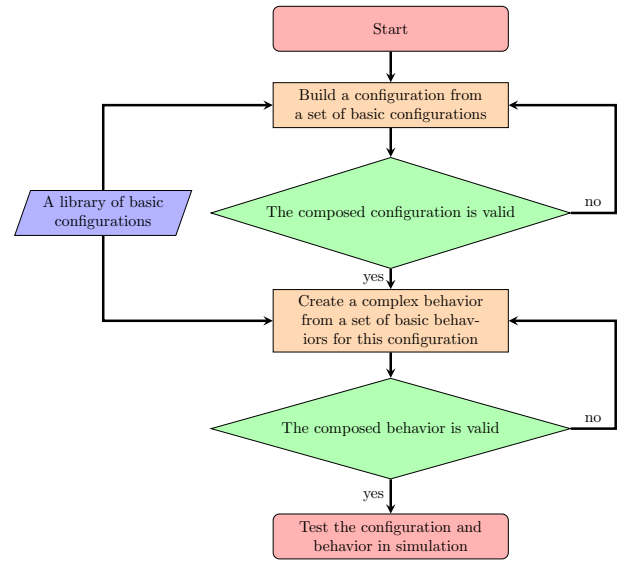 Start
Build a configuration from
a set of basic configurations
A library of basic
configurations
The composed configuration is valid
no
yes
Create a complex behavior
from a set of basic behav-
iors for this configuration
The composed behavior is valid
no
yes
Test the configuration and
behavior in simulation